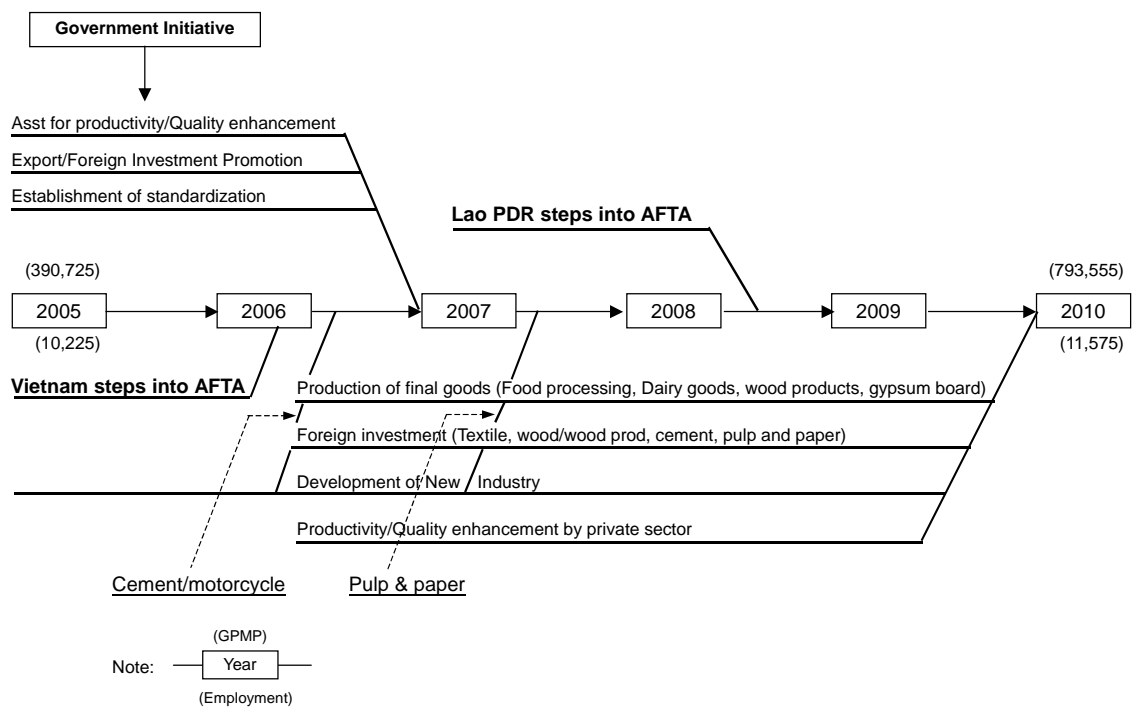 Government Initiative
Asst for productivity/Quality enhancement
Export/Foreign Investment Promotion
Establishment of standardization
Lao PDR steps into AFTA
(390,725)
(793,555)
2005
2006
2007
2008
2009
2010
(10,225)
(11,575)
Vietnam steps into AFTA
Production of final goods (Food processing, Dairy goods, wood products, gypsum board)
Foreign investment (Textile, wood/wood prod, cement, pulp and paper)
Development of New Industry
Productivity/Quality enhancement by private sector
Cement/motorcycle
Pulp & paper
(GPMP)
Note:
Year
(Employment)